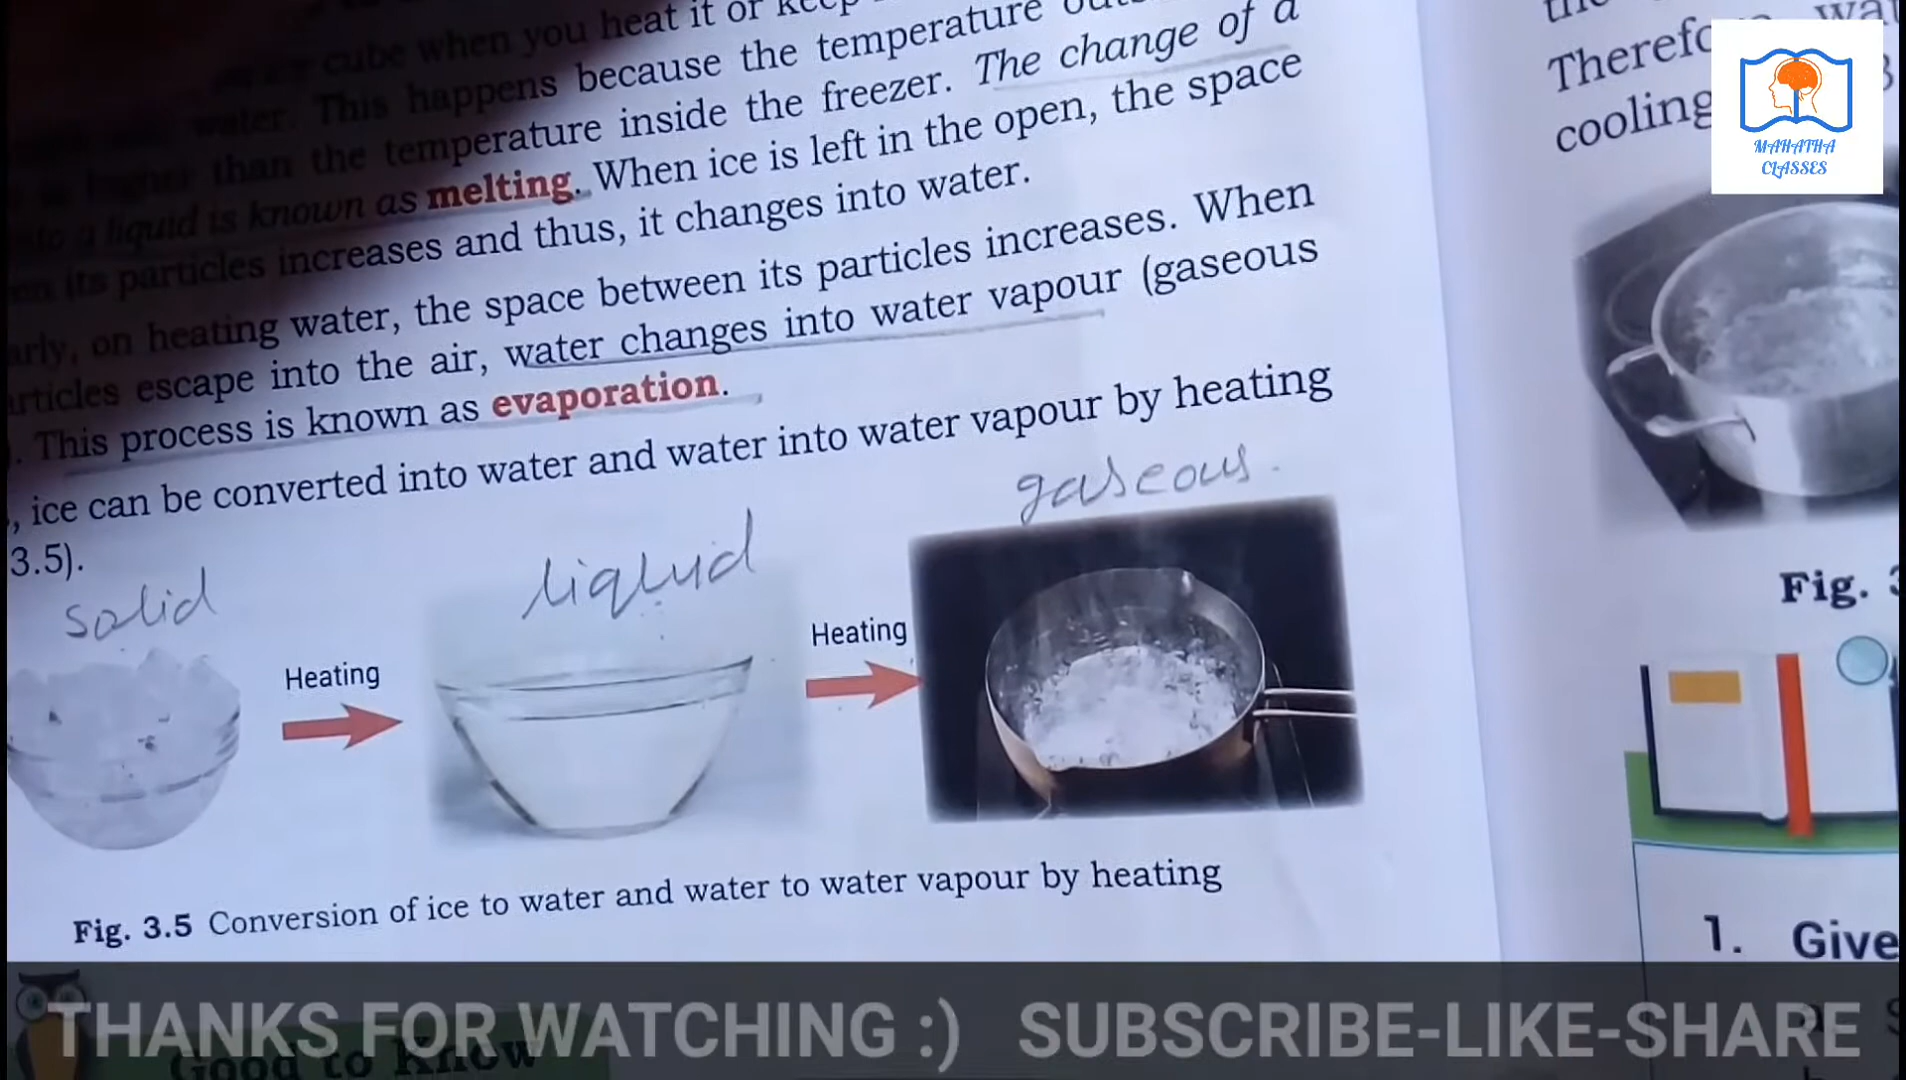 cube when you heat it or keep
water. This happens because the temperature
is higher than the temperature inside the freezer. The change of a
into a liquid is known as melting. When ice is left in the open, the space
its particles increases and thus, it changes into water.
on heating water, the space between its particles increases. When
escape into the air, water changes into water vapour (gaseous
. This process is known as evaporation.
, ice can be converted into water and water into water vapour by heating
3.5).
solid
liquid
gaseous.
Heating
Heating
Fig. 3.5 Conversion of ice to water and water to water vapour by heating
Good to Know
cooling
Fig.
1. Give
MAHATHA
CLASSES
THANKS FOR WATCHING :) SUBSCRIBE-LIKE-SHARE